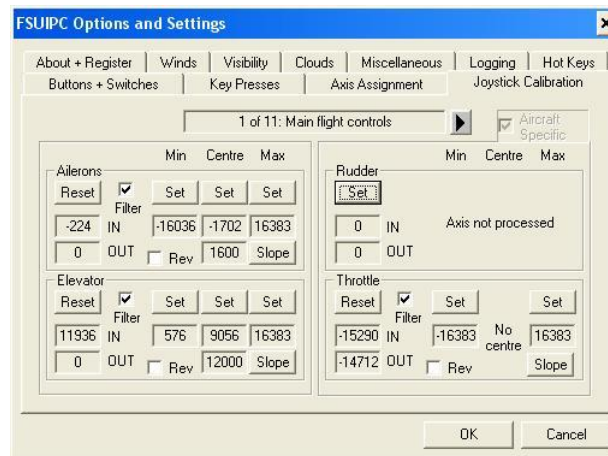 FSUIPC Options and Settings
About + Register Winds Visibility Clouds Miscellaneous Logging Hot Keys
Buttons + Switches Key Presses Axis Assignment Joystick Calibration
1 of 11: Main flight controls
Aircraft
Specific
Ailerons
Min Centre Max
Reset Set Set Set
Filter
-224 IN -16036 -1702 16383
0 OUT Rev 1600 Slope
Rudder
Min Centre Max
Set
0 IN Axis not processed
0 OUT
Elevator
Reset Set Set Set
Filter
11936 IN 576 9056 16383
0 OUT Rev 12000 Slope
Throttle
Reset Set Set
Filter
-15290 IN -16383 No centre 16383
-14712 OUT Rev Slope
OK Cancel